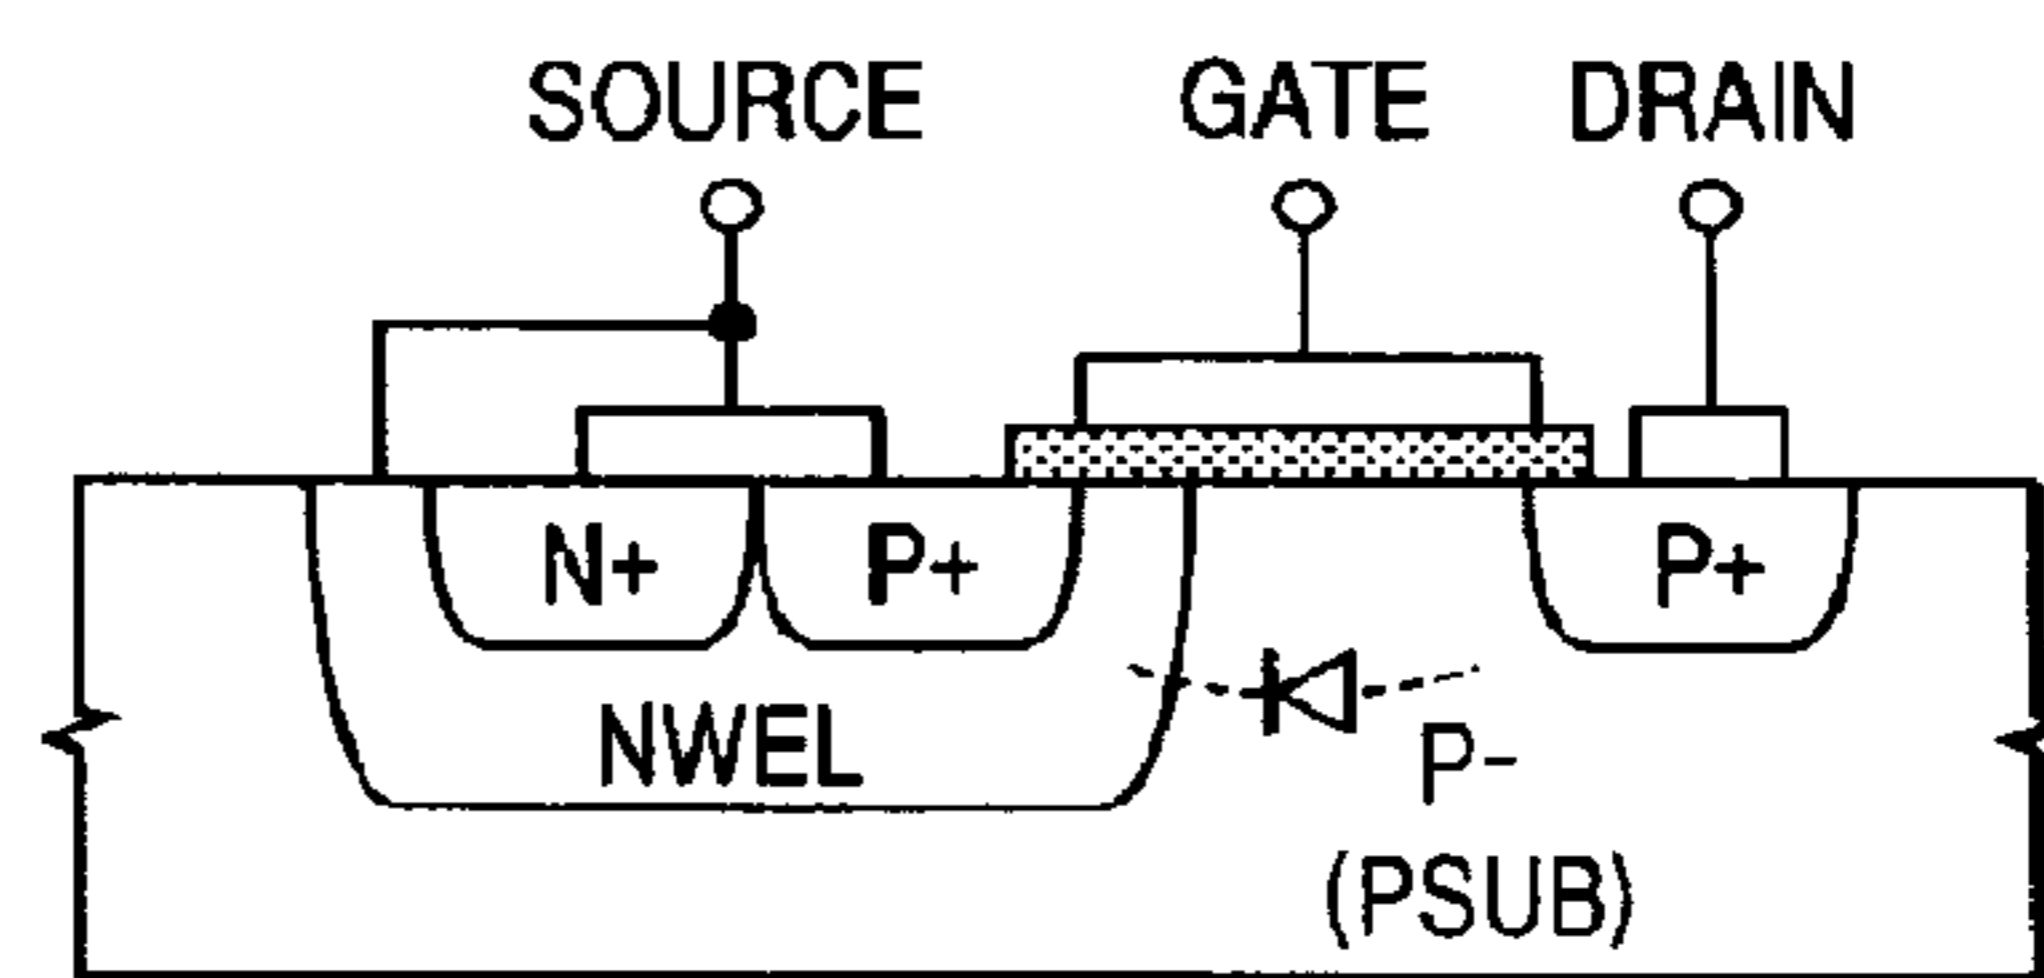 SOURCE GATE DRAIN
N+ P+ P+
NWEL
P-
(PSUB)